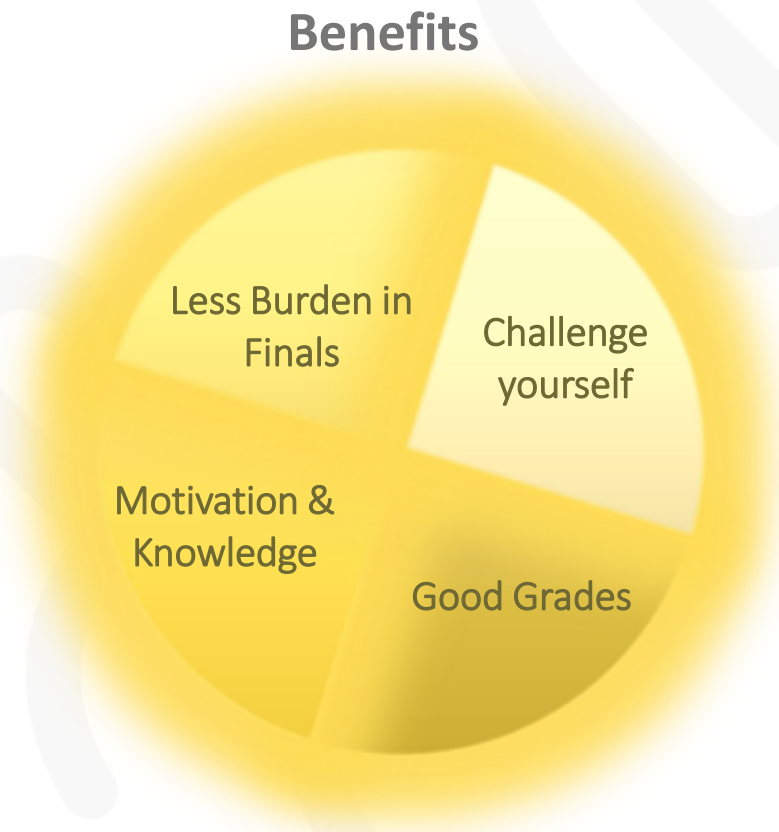 Benefits
Less Burden in
Finals
Challenge
yourself
Motivation &
Knowledge
Good Grades